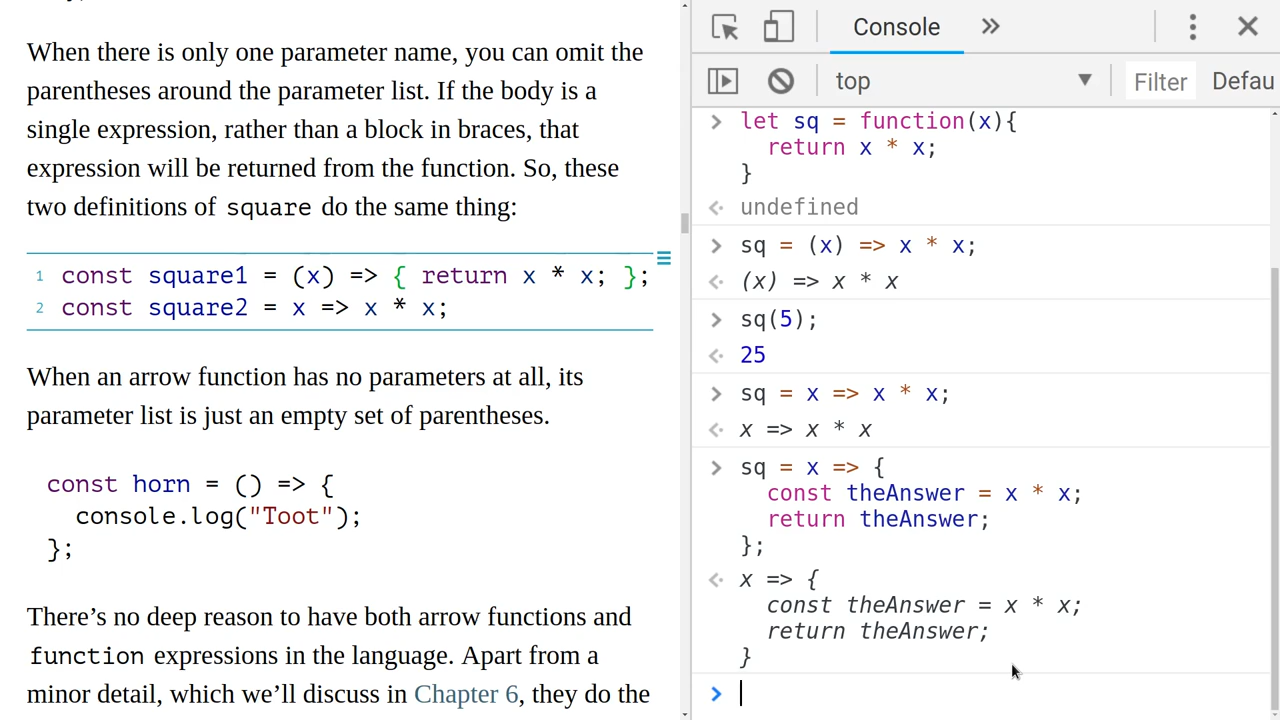 When there is only one parameter name, you can omit the
parentheses around the parameter list. If the body is a
single expression, rather than a block in braces, that
expression will be returned from the function. So, these
two definitions of square do the same thing:
1 const square1 = (x) => { return x * x; };
2 const square2 = x => x * x;
When an arrow function has no parameters at all, its
parameter list is just an empty set of parentheses.
const horn = () => {
  console.log("Toot");
};
There’s no deep reason to have both arrow functions and
function expressions in the language. Apart from a
minor detail, which we’ll discuss in Chapter 6, they do the
Console
top
Filter
Defau
let sq = function(x){
  return x * x;
}
undefined
sq = (x) => x * x;
(x) => x * x
sq(5);
25
sq = x => x * x;
x => x * x
sq = x => {
  const theAnswer = x * x;
  return theAnswer;
};
x => {
  const theAnswer = x * x;
  return theAnswer;
}